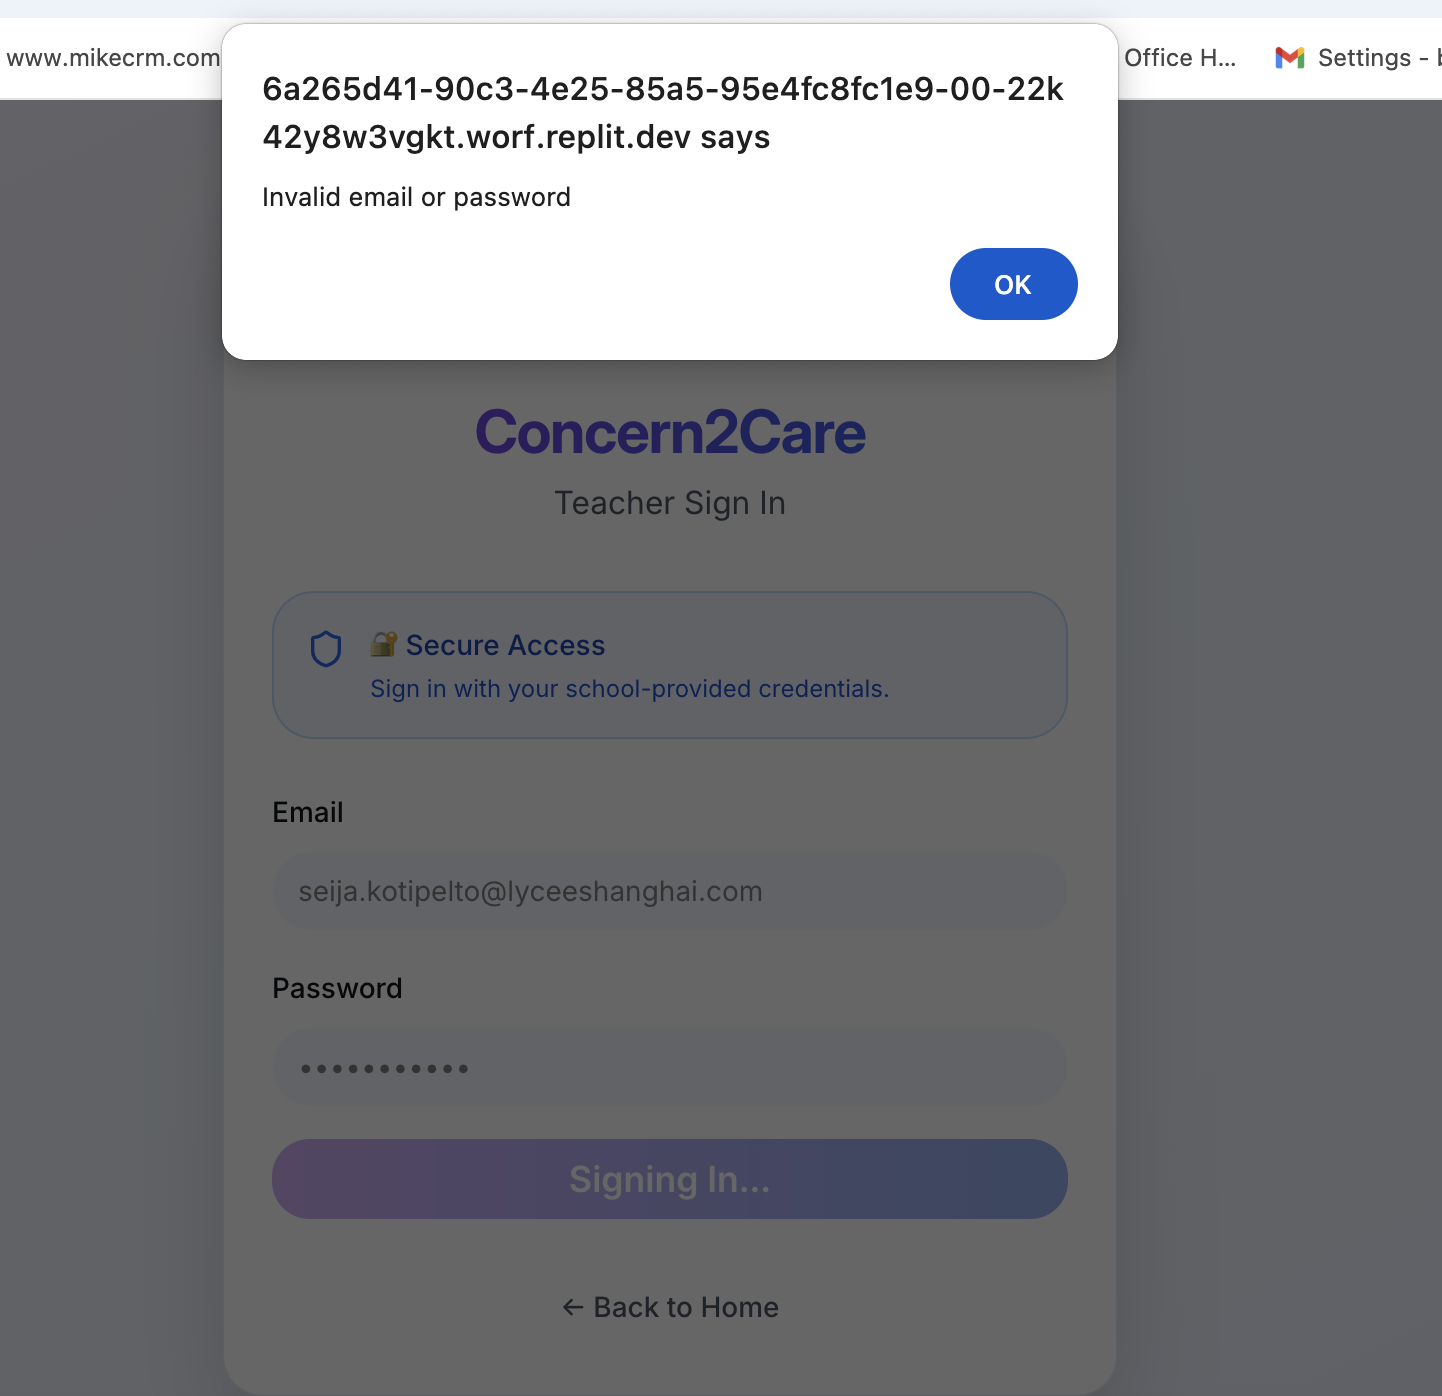 www.mikecrm.com
Office H...
Settings -
6a265d41-90c3-4e25-85a5-95e4fc8fc1e9-00-22k
42y8w3vgkt.worf.replit.dev says
Invalid email or password
OK
Concern2Care
Teacher Sign In
🔐 Secure Access
Sign in with your school-provided credentials.
Email
seija.kotipelto@lyceeshanghai.com
Password
•••••••••••
Signing In...
← Back to Home